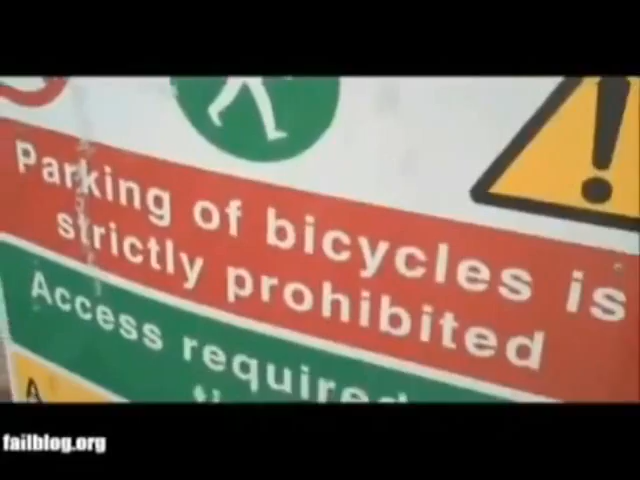 Parking of bicycles is
strictly prohibited
Access required
failblog.org